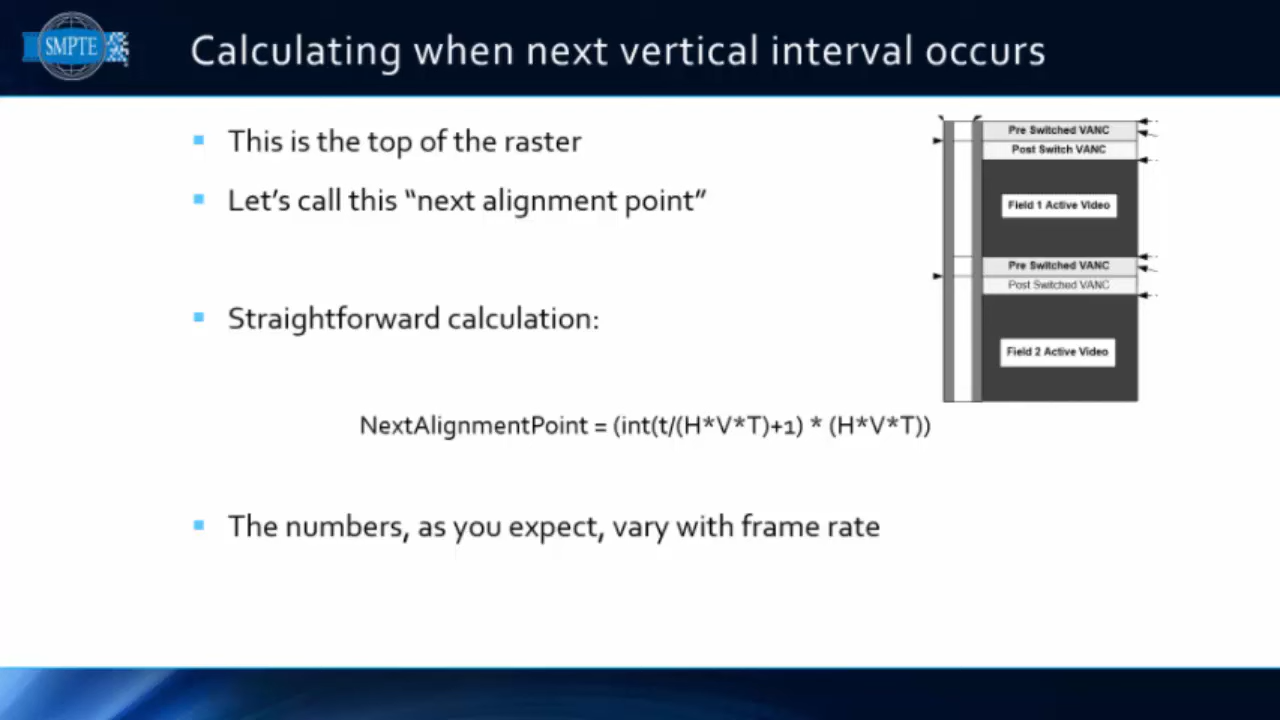 SMPTE
Calculating when next vertical interval occurs
This is the top of the raster
Let’s call this “next alignment point”
Straightforward calculation:
NextAlignmentPoint = (int(t/(H*V*T)+1) * (H*V*T))
The numbers, as you expect, vary with frame rate
Pre Switched VANC
Post Switch VANC
Field 1 Active Video
Pre Switched VANC
Post Switched VANC
Field 2 Active Video